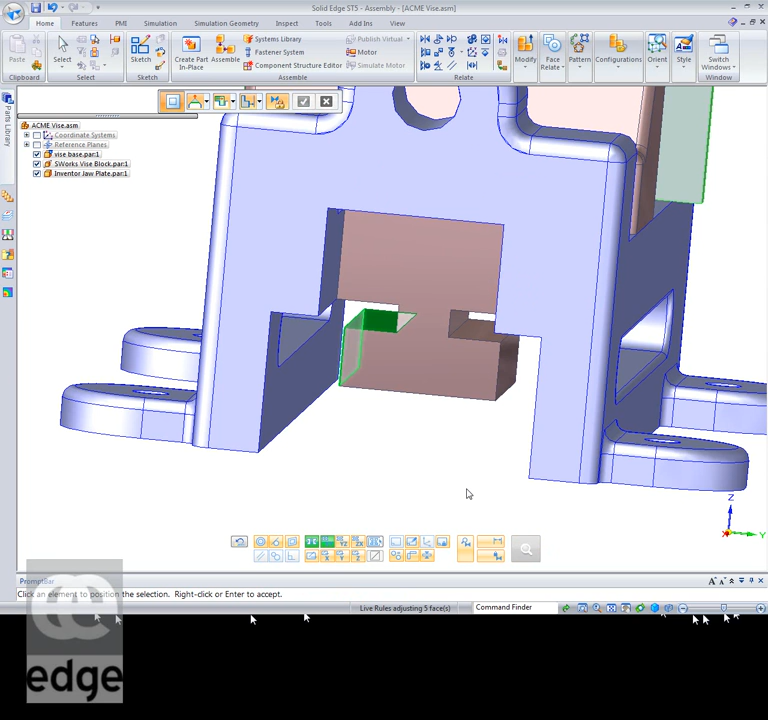 Solid Edge ST5 - Assembly - [ACME Vise.asm]
Home Features PMI Simulation Simulation Geometry Inspect Tools Add Ins View
Paste
Clipboard
Select
Select
Sketch
Sketch
Create Part In-Place
Assembly
Systems Library
Fastener System
Component Structure Editor
Publish Virtual
Motor
Simulate Motor
Assemble
Relate
Modify
Face Relate
Pattern
Configurations
Orient
Style
Switch Windows
Window
Parts Library
ACME Vise.asm
Coordinate Systems
Reference Planes
vise base.par:1
SWorks Vise Block.par:1
Inventor Jaw Plate.par:1
Z
Y
X
PromptBar
Click an element to position the selection. Right-click or Enter to accept.
Live Rules adjusting 5 face(s)
Command Finder
edge